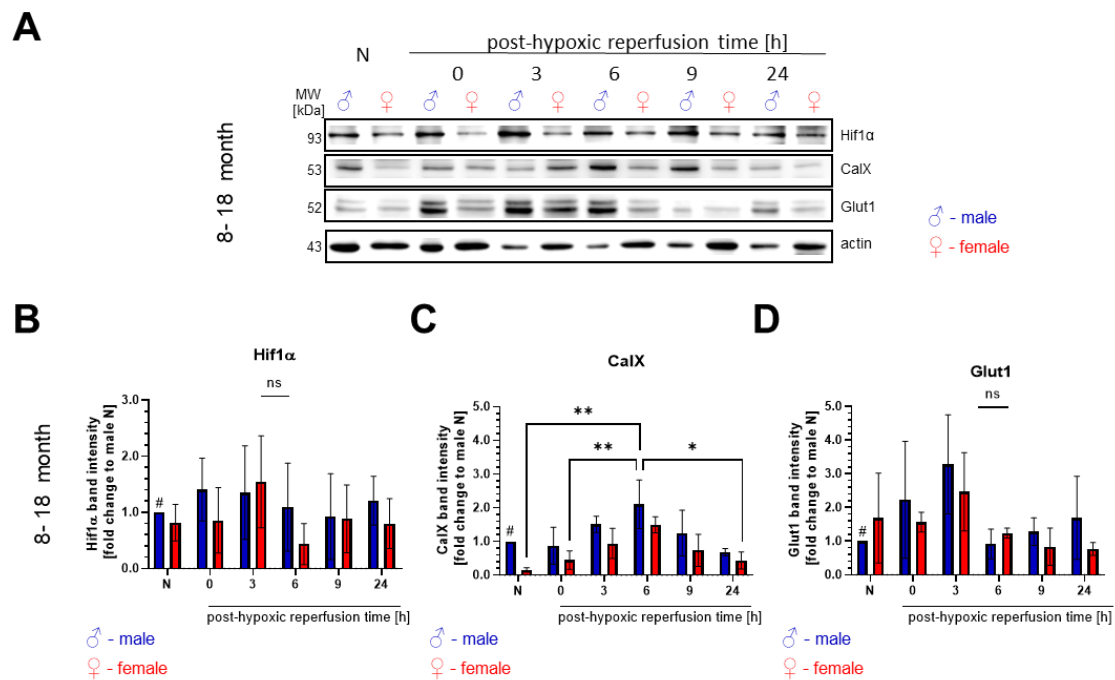 A
post-hypoxic reperfusion time [h]
N
0 3 6 9 24
MW
[kDa]
♂ ♀ ♂ ♀ ♂ ♀ ♂ ♀ ♂ ♀ ♂ ♀
8- 18 month
93 Hif1α
53 CalX
52 Glut1
43 actin
♂ - male
♀ - female
B
8- 18 month
Hif1α
ns
Hif1α band intensity
[fold change to male N]
3.0
2.0
1.0
0.0
#
N 0 3 6 9 24
post-hypoxic reperfusion time [h]
♂ - male
♀ - female
C
CalX
CalX band intensity
[fold change to male N]
5.0
4.0
3.0
2.0
1.0
0.0
**
** *
#
N 0 3 6 9 24
post-hypoxic reperfusion time [h]
♂ - male
♀ - female
D
Glut1
ns
Glut1 band intensity
[fold change to male N]
5.0
4.0
3.0
2.0
1.0
0.0
#
N 0 3 6 9 24
post-hypoxic reperfusion time [h]
♂ - male
♀ - female